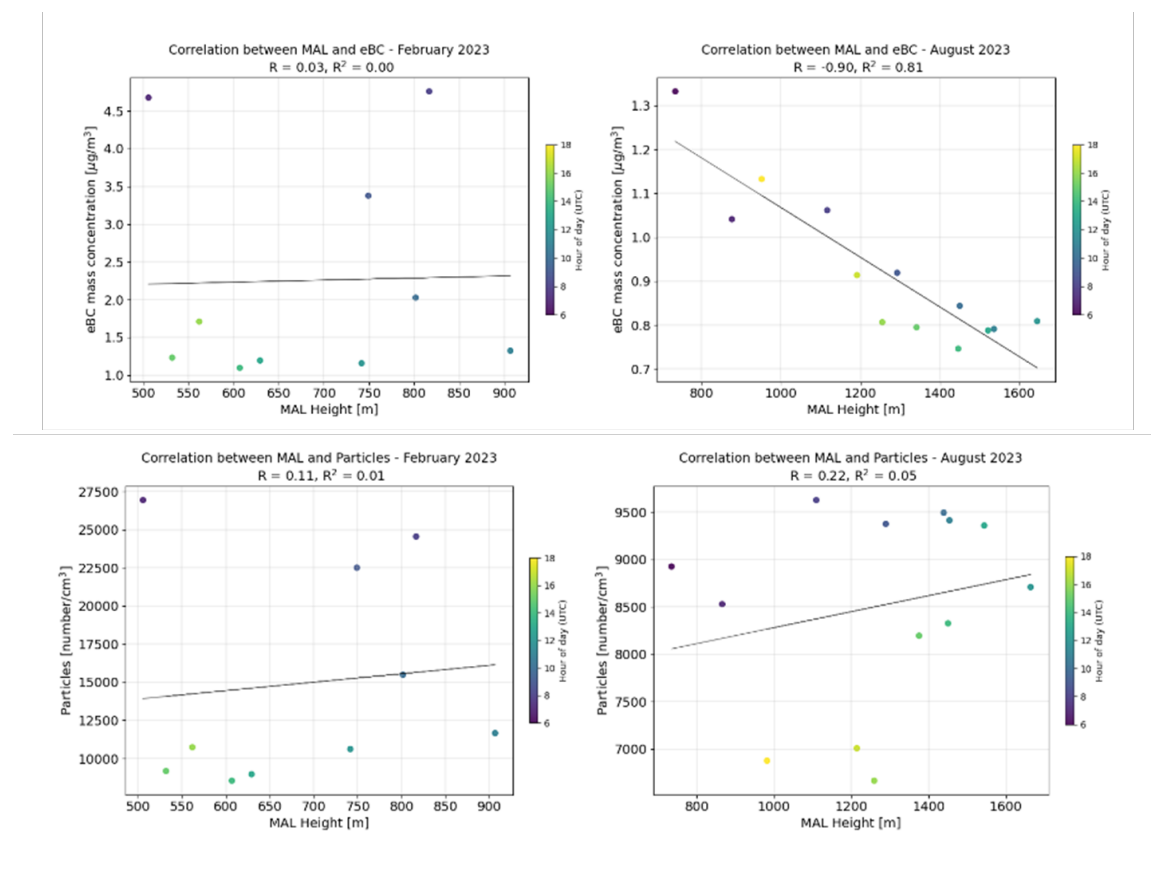 Correlation between MAL and eBC - February 2023
R = 0.03, R² = 0.00
eBC mass concentration [μg/m³]
4.5
4.0
3.5
3.0
2.5
2.0
1.5
1.0
500 550 600 650 700 750 800 850 900
MAL Height [m]
18
16
14
12
10
8
6
Hour of day (UTC)
Correlation between MAL and eBC - August 2023
R = -0.90, R² = 0.81
eBC mass concentration [μg/m³]
1.3
1.2
1.1
1.0
0.9
0.8
0.7
800 1000 1200 1400 1600
MAL Height [m]
18
16
14
12
10
8
6
Hour of day (UTC)
Correlation between MAL and Particles - February 2023
R = 0.11, R² = 0.01
Particles [number/cm³]
27500
25000
22500
20000
17500
15000
12500
10000
500 550 600 650 700 750 800 850 900
MAL Height [m]
18
16
14
12
10
8
6
Hour of day (UTC)
Correlation between MAL and Particles - August 2023
R = 0.22, R² = 0.05
Particles [number/cm³]
9500
9000
8500
8000
7500
7000
800 1000 1200 1400 1600
MAL Height [m]
18
16
14
12
10
8
6
Hour of day (UTC)